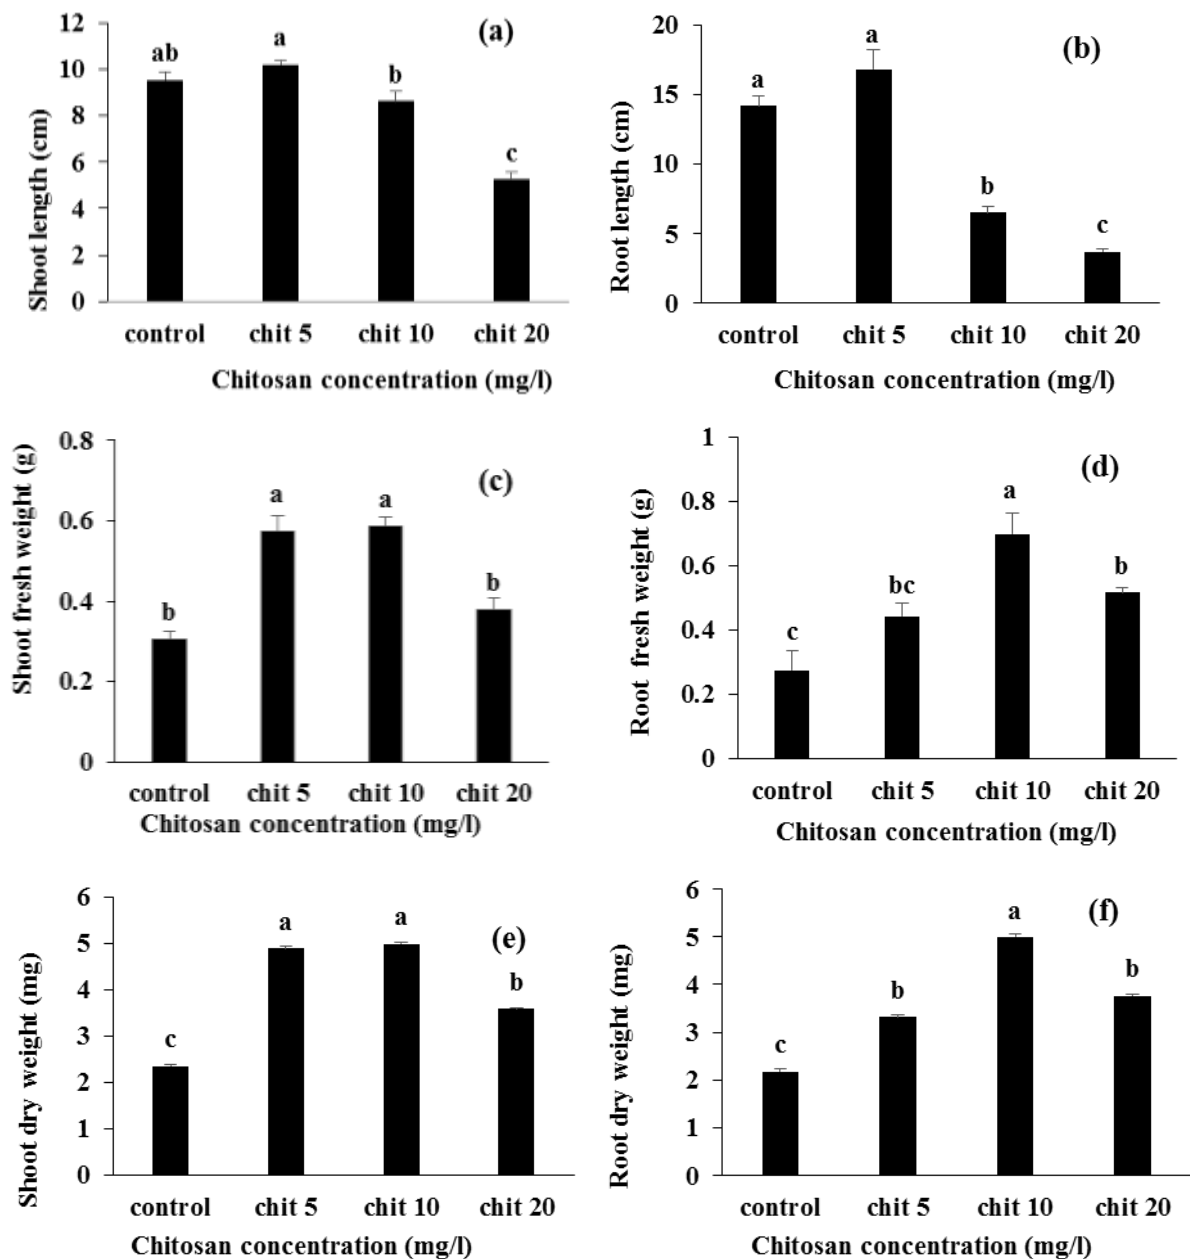 (a)
Shoot length (cm)
12
10
8
6
4
2
0
ab
a
b
c
control chit 5 chit 10 chit 20
Chitosan concentration (mg/l)
(b)
Root length (cm)
20
15
10
5
0
a
a
b
c
control chit 5 chit 10 chit 20
Chitosan concentration (mg/l)
(c)
Shoot fresh weight (g)
0.8
0.6
0.4
0.2
0
b
a
a
b
control chit 5 chit 10 chit 20
Chitosan concentration (mg/l)
(d)
Root fresh weight (g)
1
0.8
0.6
0.4
0.2
0
c
bc
a
b
control chit 5 chit 10 chit 20
Chitosan concentration (mg/l)
(e)
Shoot dry weight (mg)
6
5
4
3
2
1
0
c
a
a
b
control chit 5 chit 10 chit 20
Chitosan concentration (mg/l)
(f)
Root dry weight (mg)
6
5
4
3
2
1
0
c
b
a
b
control chit 5 chit 10 chit 20
Chitosan concentration (mg/l)